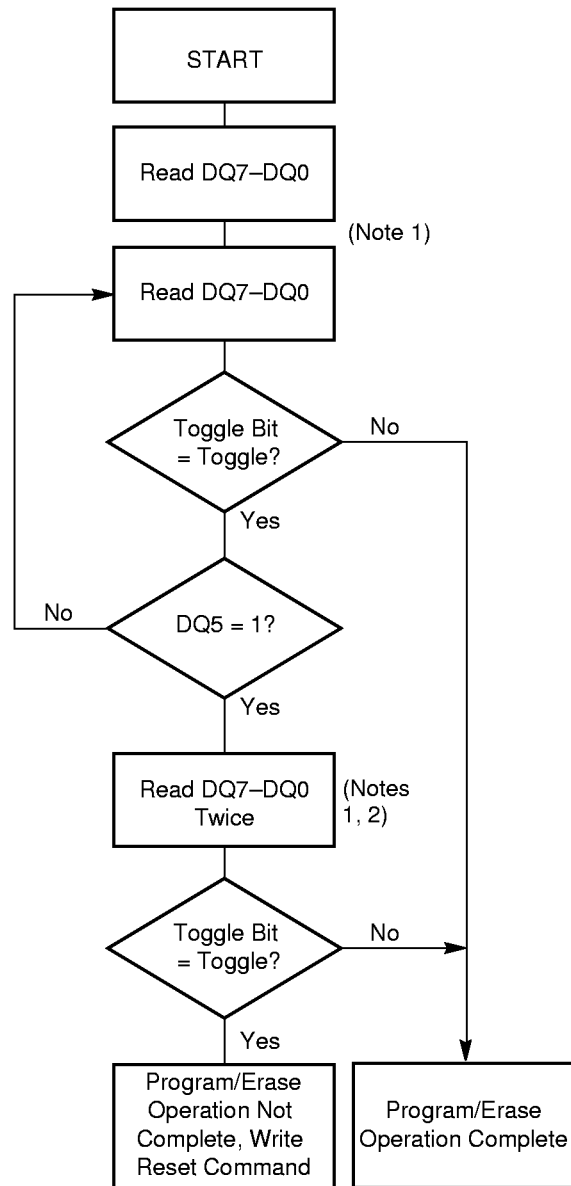 START
Read DQ7–DQ0
(Note 1)
Read DQ7–DQ0
Toggle Bit
= Toggle?
No
Yes
DQ5 = 1?
No
Yes
Read DQ7–DQ0
Twice
(Notes
1, 2)
Toggle Bit
= Toggle?
No
Yes
Program/Erase
Operation Not
Complete, Write
Reset Command
Program/Erase
Operation Complete